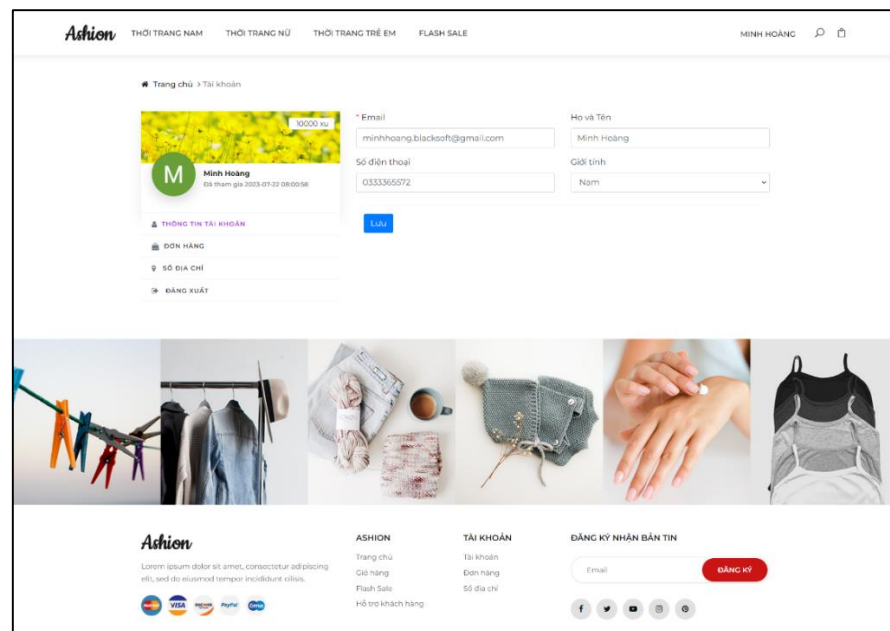 Ashion THỜI TRANG NAM THỜI TRANG NỮ THỜI TRANG TRẺ EM FLASH SALE MINH HOÀNG
Trang chủ > Tài khoản
10000 xu
M
Minh Hoàng
Đã tham gia 2023-07-22 08:00:58
THÔNG TIN TÀI KHOẢN
ĐƠN HÀNG
SỔ ĐỊA CHỈ
ĐĂNG XUẤT
* Email
minhhoang.blacksoft@gmail.com
Họ và Tên
Minh Hoàng
Số điện thoại
0333365572
Giới tính
Nam
Lưu
Ashion
Lorem ipsum dolor sit amet, consectetur adipiscing
elit, sed do eiusmod tempor incididunt cilisis.
VISA PayPal
ASHION
Trang chủ
Giỏ hàng
Flash Sale
Hỗ trợ khách hàng
TÀI KHOẢN
Tài khoản
Đơn hàng
Sổ địa chỉ
ĐĂNG KÝ NHẬN BẢN TIN
Email
ĐĂNG KÝ